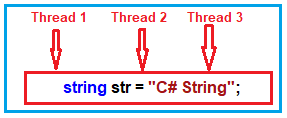 Thread 1 Thread 2 Thread 3
string str = "C# String";